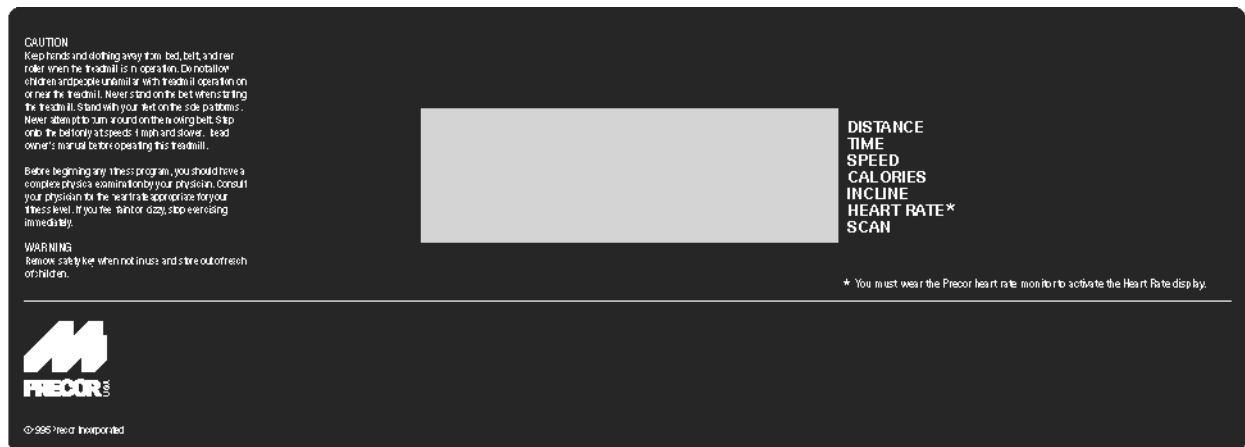 CAUTION
Keep hands and clothing away from bed, belt, and rear
roller when the treadmill is in operation. Do not allow
children and people unfamiliar with treadmill operation on
or near the treadmill. Never stand on the belt when starting
the treadmill. Stand with your feet on the side platforms.
Never attempt to turn around on the moving belt. Step
onto the belt only at speeds 1 mph and slower. Read
owner's manual before operating this treadmill.
Before beginning any fitness program, you should have a
complete physical examination by your physician. Consult
your physician for the heart rate appropriate for your
fitness level. If you feel faint or dizzy, stop exercising
immediately.
WARNING
Remove safety key when not in use and store out of reach
of children.
DISTANCE
TIME
SPEED
CALORIES
INCLINE
HEART RATE*
SCAN
* You must wear the Precor heart rate monitor to activate the Heart Rate display.
PRECOR
USA
© 1995 Precor Incorporated